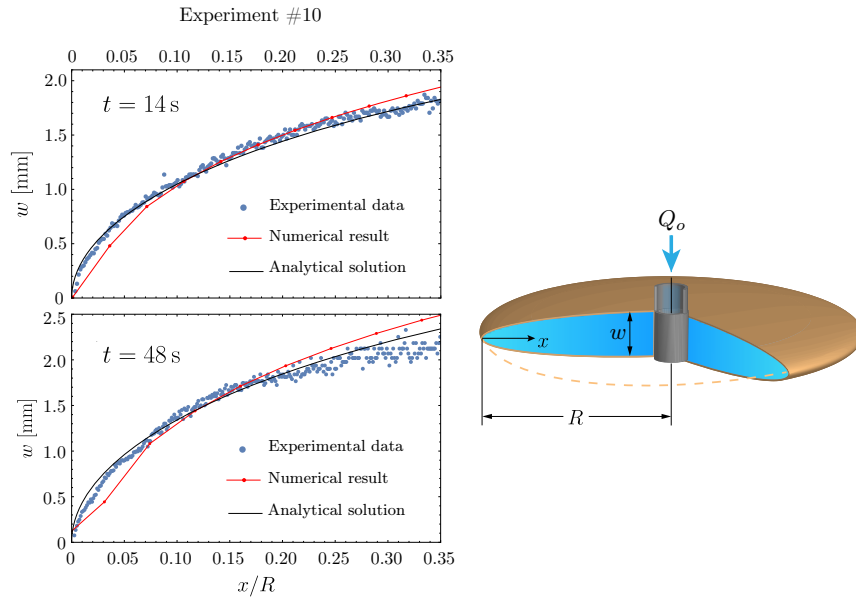 Experiment #10
0 0.05 0.10 0.15 0.20 0.25 0.30 0.35
2.0
1.5
1.0
0.5
0
w [mm]
t = 14 s
Experimental data
Numerical result
Analytical solution
2.5
2.0
1.5
1.0
0.5
0
w [mm]
t = 48 s
Experimental data
Numerical result
Analytical solution
0 0.05 0.10 0.15 0.20 0.25 0.30 0.35
x/R
Q_o
w
x
R